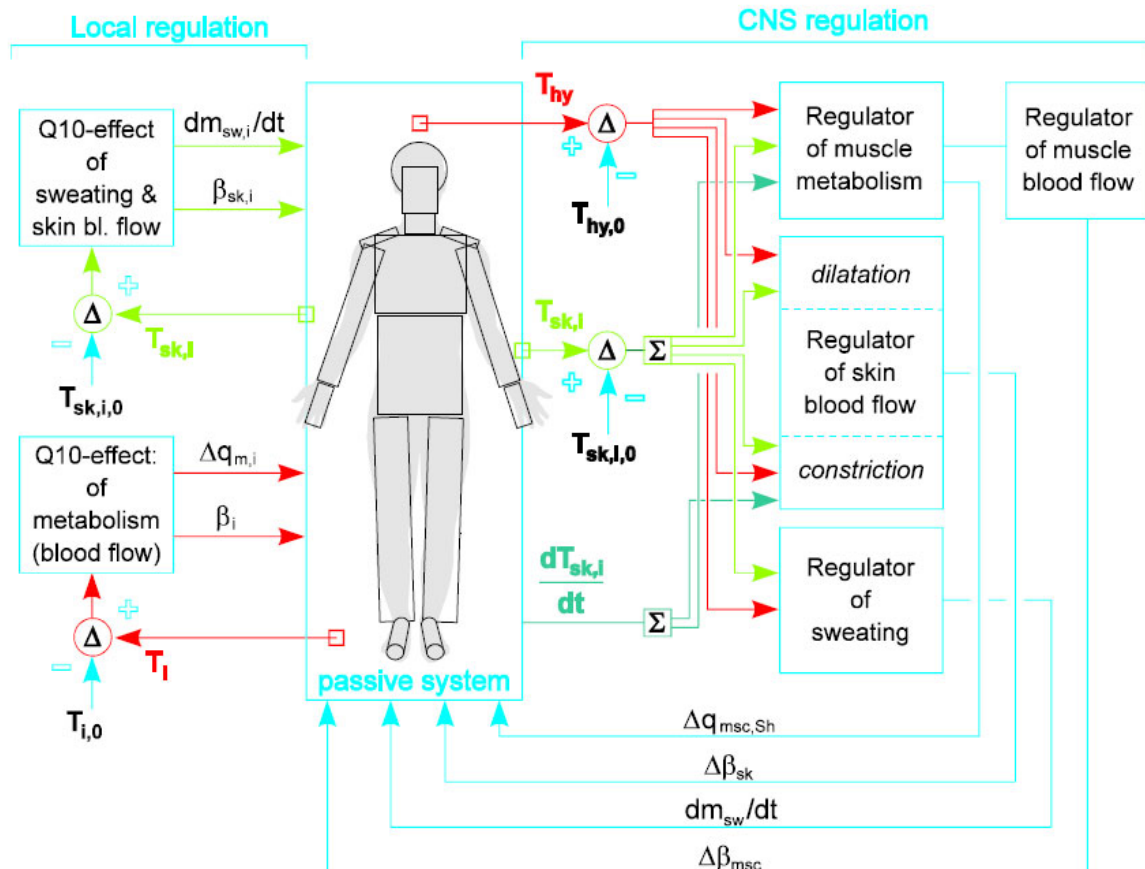 Local regulation
CNS regulation
Q10-effect
of
sweating &
skin bl. flow
dm_sw,i/dt
β_sk,i
+
Δ
−
T_sk,I
T_sk,i,0
Q10-effect:
of
metabolism
(blood flow)
Δq_m,i
β_i
+
Δ
−
T_I
T_i,0
passive system
T_hy
Δ
+
−
T_hy,0
T_sk,i
Δ
Σ
+
−
T_sk,I,0
dT_sk,i
dt
Σ
Regulator
of muscle
metabolism
Regulator
of muscle
blood flow
dilatation
Regulator
of skin
blood flow
constriction
Regulator
of
sweating
Δq_msc,Sh
Δβ_sk
dm_sw/dt
Δβ_msc